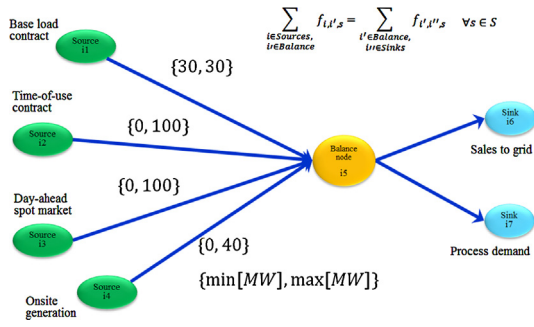 Base load
contract
Source
i1
{30, 30}
∑ f_{i,i′,s} = ∑ f_{i′,i″,s} ∀s ∈ S
i∈Sources, i′∈Balance,
i′∈Balance i″∈Sinks
Time-of-use
contract
Source
i2
{0, 100}
Balance
node
i5
Sink
i6
Sales to grid
Day-ahead
spot market
Source
i3
{0, 100}
Sink
i7
Process demand
Onsite
generation
Source
i4
{0, 40}
{min[MW], max[MW]}